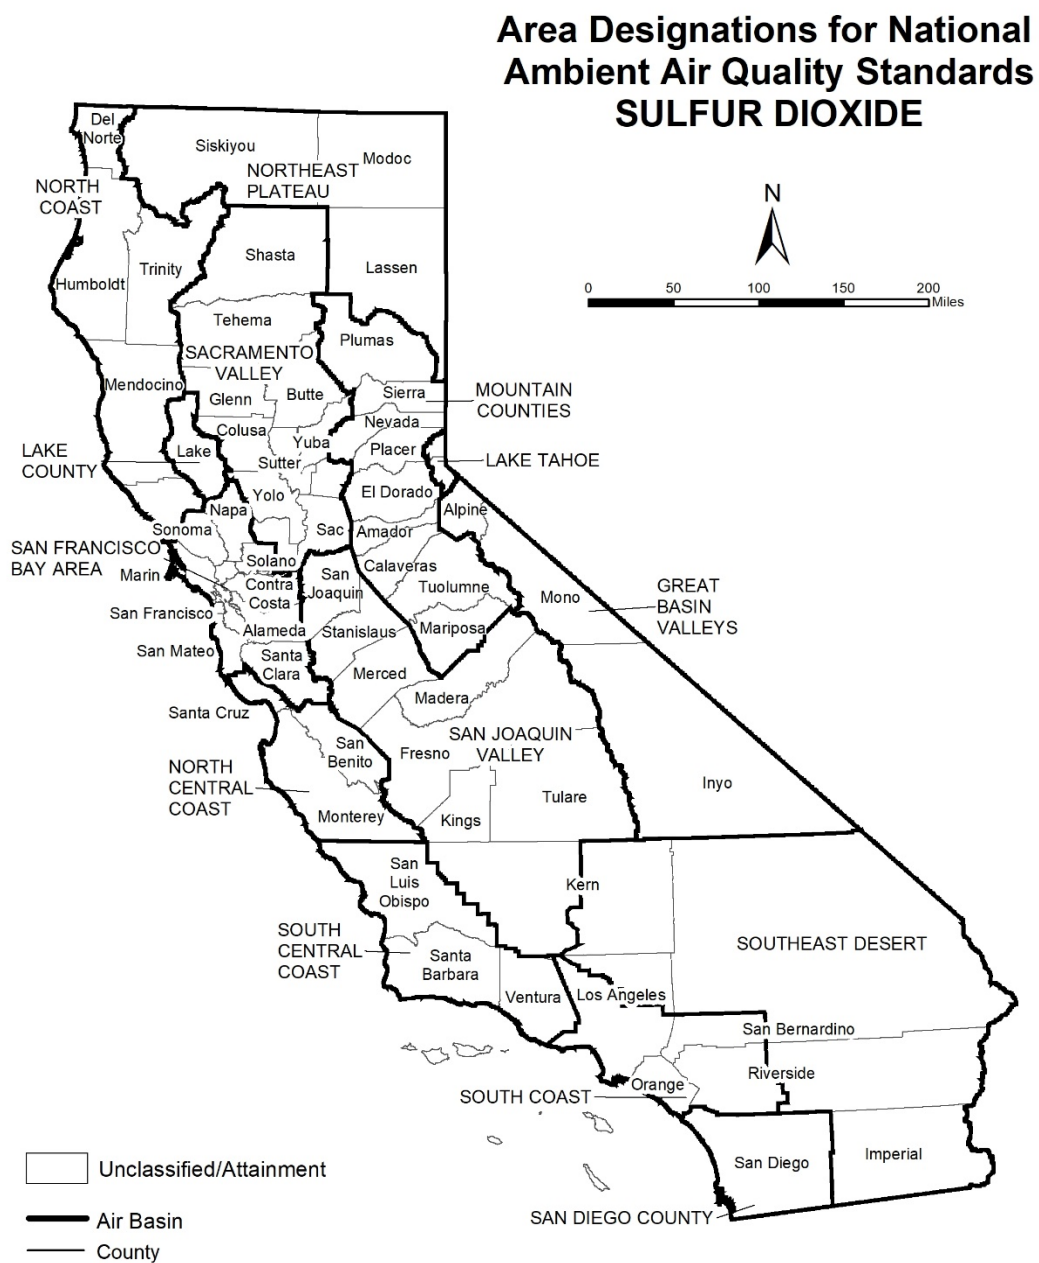 Area Designations for National
Ambient Air Quality Standards
SULFUR DIOXIDE
N
0 50 100 150 200
Miles
Del
Norte
Siskiyou
Modoc
NORTHEAST
PLATEAU
NORTH
COAST
Shasta
Trinity
Lassen
Humboldt
Tehema
Plumas
SACRAMENTO
VALLEY
Mendocino
Glenn
Butte
Sierra
MOUNTAIN
COUNTIES
Colusa
Nevada
Yuba
LAKE
COUNTY
Lake
Sutter
Placer
LAKE TAHOE
Yolo
El Dorado
Napa
Alpine
Sonoma
Sac
Amador
SAN FRANCISCO
BAY AREA
Solano
Calaveras
Marin
Contra
Costa
San
Joaquin
Tuolumne
Mono
GREAT
BASIN
VALLEYS
San Francisco
Alameda
Stanislaus
Mariposa
San Mateo
Santa
Clara
Merced
Madera
Santa Cruz
San
Benito
Fresno
SAN JOAQUIN
VALLEY
NORTH
CENTRAL
COAST
Monterey
Kings
Tulare
Inyo
San
Luis
Obispo
Kern
SOUTH
CENTRAL
COAST
Santa
Barbara
SOUTHEAST DESERT
Ventura
Los Angeles
San Bernardino
Riverside
Orange
SOUTH COAST
San Diego
Imperial
SAN DIEGO COUNTY
Unclassified/Attainment
Air Basin
County